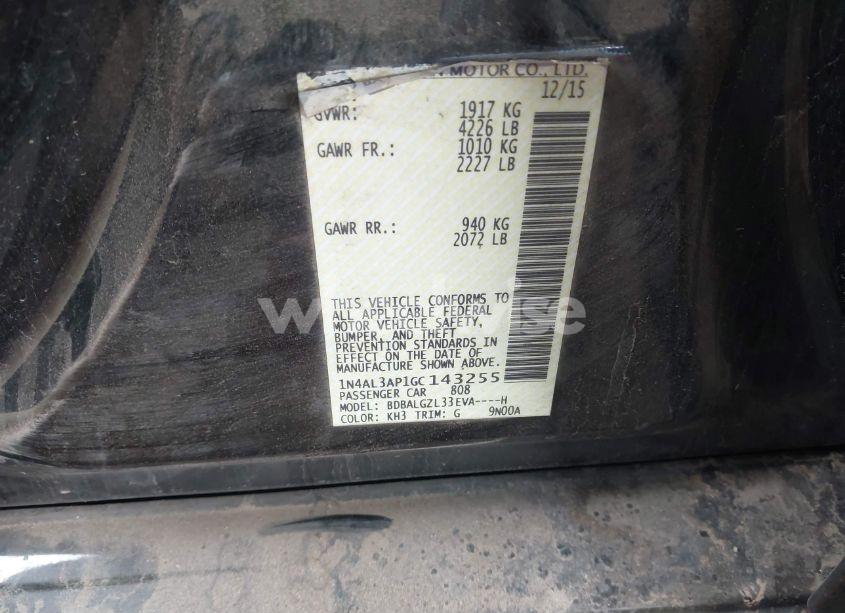 MOTOR CO., LTD.
12/15
GVWR: 1917 KG
4226 LB
GAWR FR.: 1010 KG
2227 LB
GAWR RR.: 940 KG
2072 LB
THIS VEHICLE CONFORMS TO
ALL APPLICABLE FEDERAL
MOTOR VEHICLE SAFETY,
BUMPER, AND THEFT
PREVENTION STANDARDS IN
EFFECT ON THE DATE OF
MANUFACTURE SHOWN ABOVE.
1N4AL3AP1GC143255
PASSENGER CAR 808
MODEL: BDBALGZL33EVA----H
COLOR: KH3 TRIM: G 9N00A